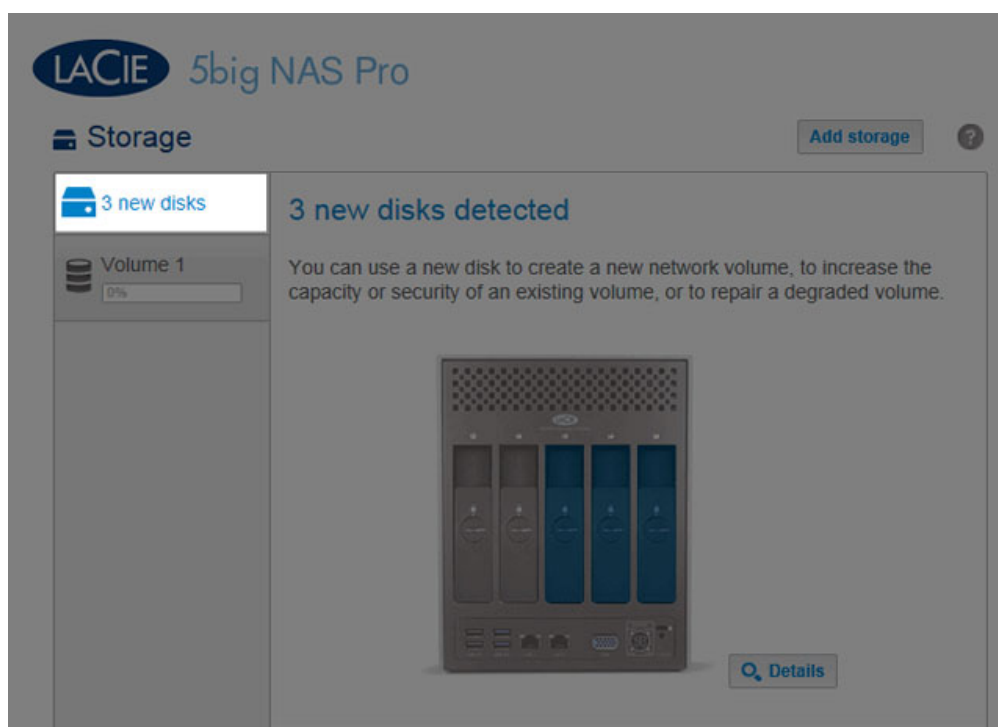 LACIE 5big NAS Pro
Storage
Add storage
?
3 new disks
Volume 1
0%
3 new disks detected
You can use a new disk to create a new network volume, to increase the
capacity or security of an existing volume, or to repair a degraded volume.
Details